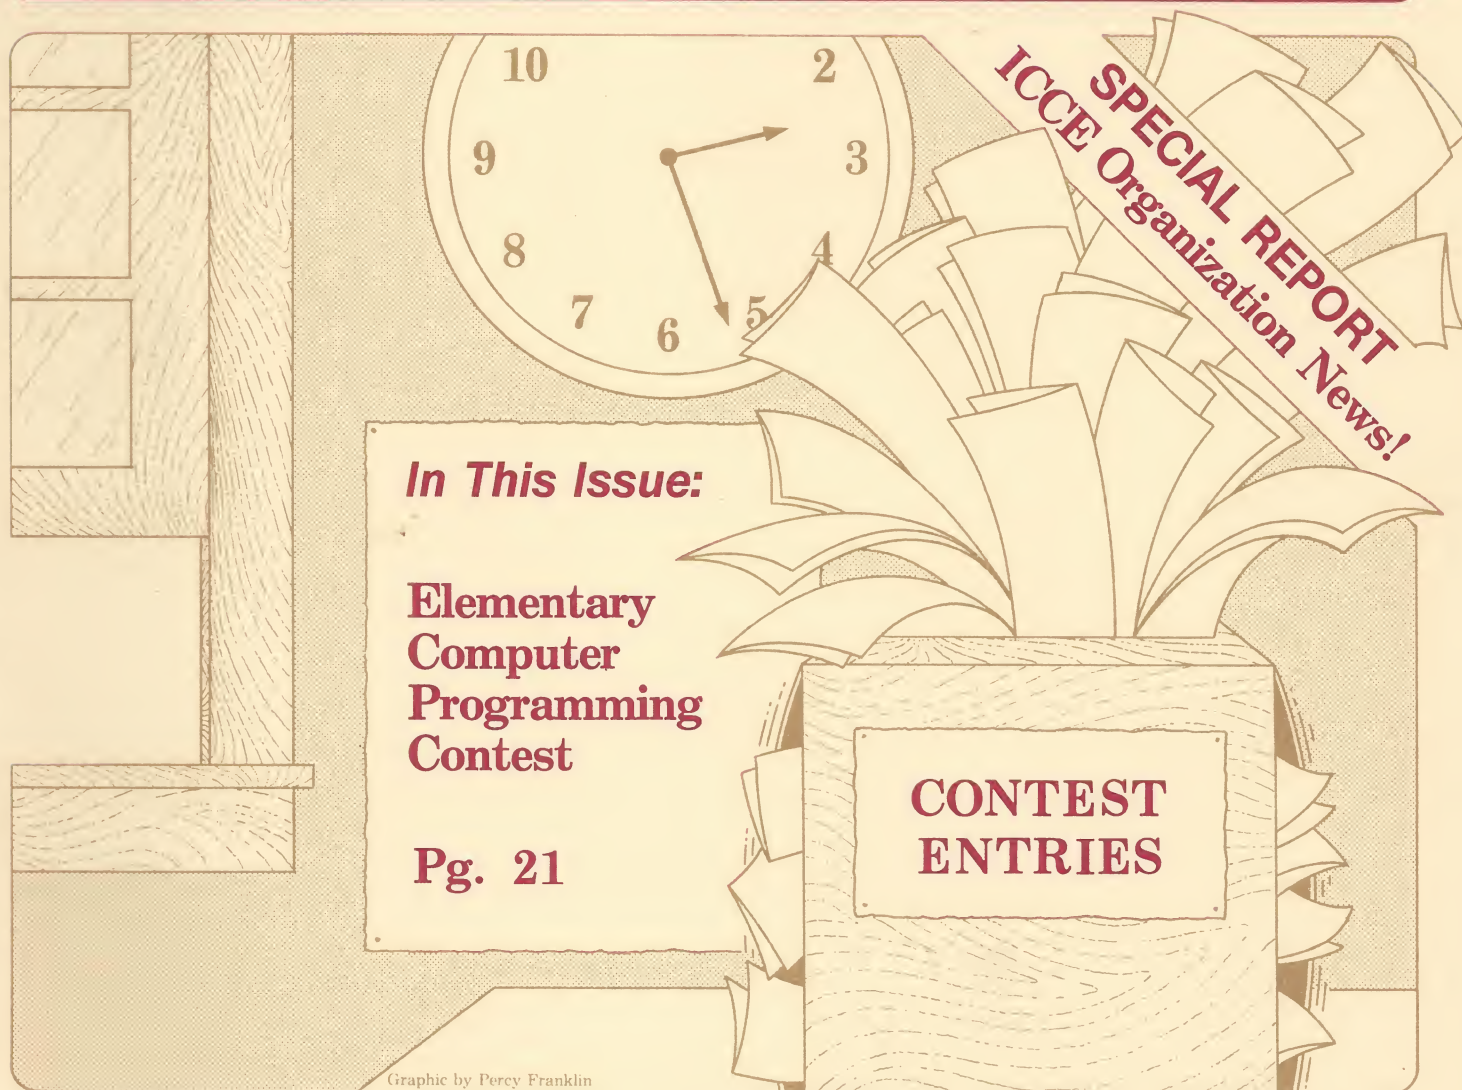 10
2
9
3
8
4
7
5
6
SPECIAL REPORT
ICCE Organization News!
In This Issue:
Elementary
Computer
Programming
Contest
Pg. 21
CONTEST
ENTRIES
Graphic by Percy Franklin